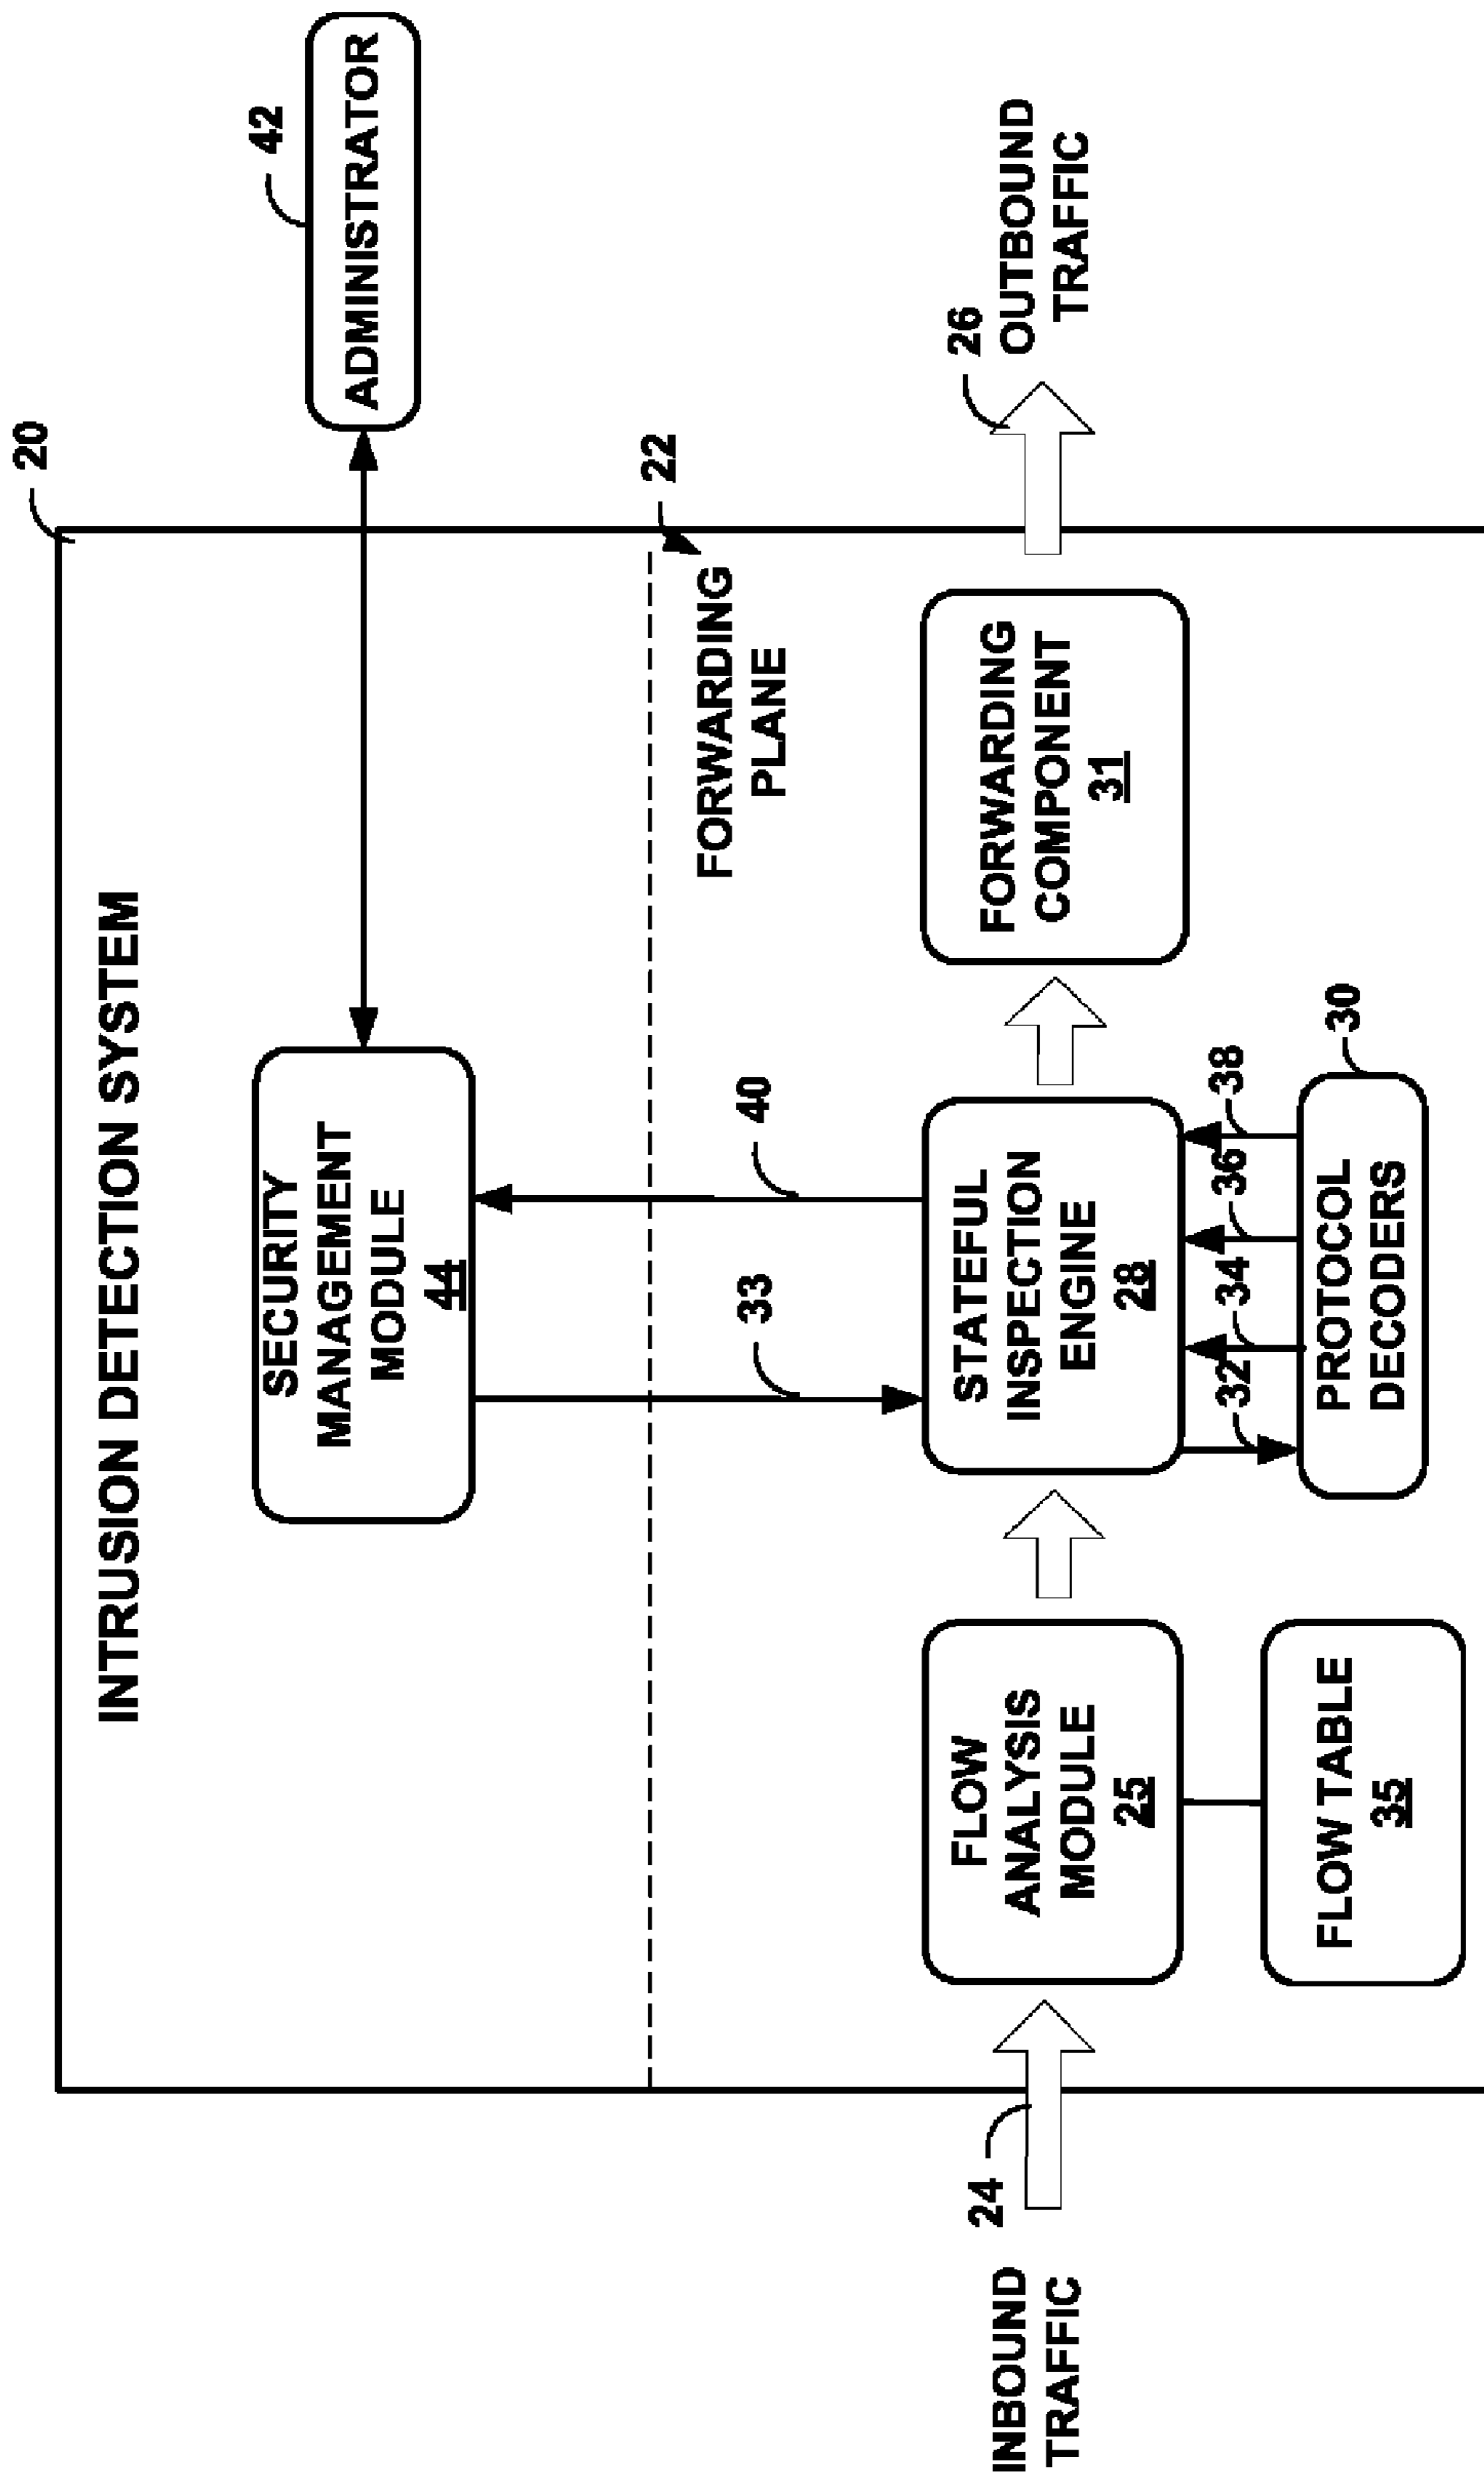 20
INTRUSION DETECTION SYSTEM
42
SECURITY
MANAGEMENT
MODULE
44
ADMINISTRATOR
22
FORWARDING
PLANE
33
40
INBOUND
TRAFFIC
24
FLOW
ANALYSIS
MODULE
25
STATEFUL
INSPECTION
ENGINE
28
FORWARDING
COMPONENT
31
26
OUTBOUND
TRAFFIC
32
34
36
38
FLOW TABLE
35
PROTOCOL
DECODERS
30